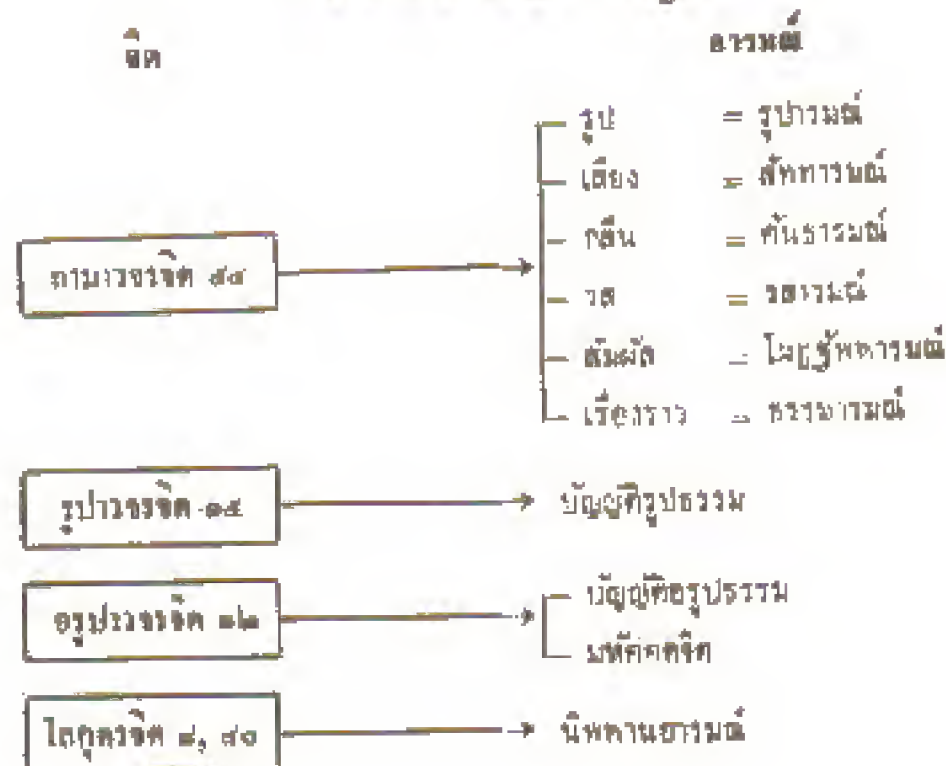 จิต อารมณ์
รูป = รูปารมณ์
เสียง = สัททารมณ์
กลิ่น = คันธารมณ์
กามาวจรจิต ๕๔
รส = รสารมณ์
สัมผัส = โผฏฐัพพารมณ์
เรื่องราว = ธรรมารมณ์
รูปาวจรจิต ๑๕ บัญญัติรูปธรรม
บัญญัติอรูปธรรม
อรูปาวจรจิต ๑๒
มหัคคตจิต
โลกุตรจิต ๘, ๔๐ นิพพานอารมณ์